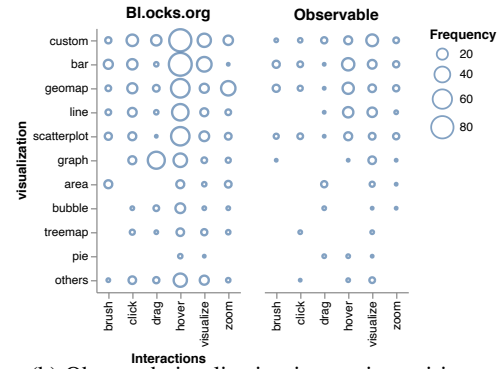 Bl.ocks.org
Observable
Frequency
20
40
60
80
visualization
custom
bar
geomap
line
scatterplot
graph
area
bubble
treemap
pie
others
brush
click
drag
hover
visualize
zoom
brush
click
drag
hover
visualize
zoom
Interactions